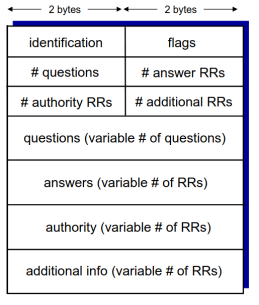 2 bytes 2 bytes
identification flags
# questions # answer RRs
# authority RRs # additional RRs
questions (variable # of questions)
answers (variable # of RRs)
authority (variable # of RRs)
additional info (variable # of RRs)